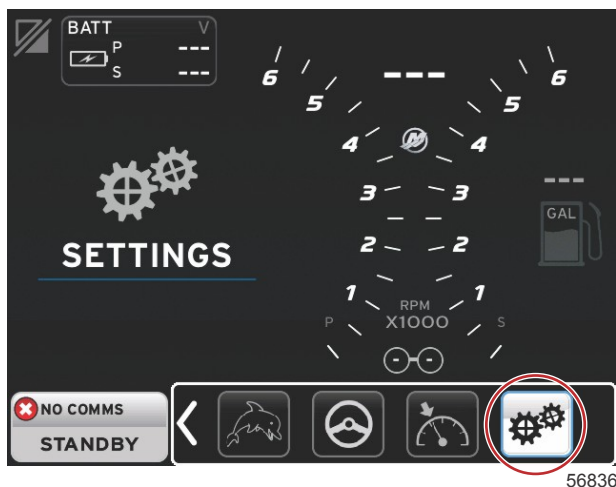 BATT V
P ---
S ---
---
6 6
5 5
4 4
3 3
2 2
1 1
RPM
X1000
P S
---
GAL
SETTINGS
NO COMMS
STANDBY
56836